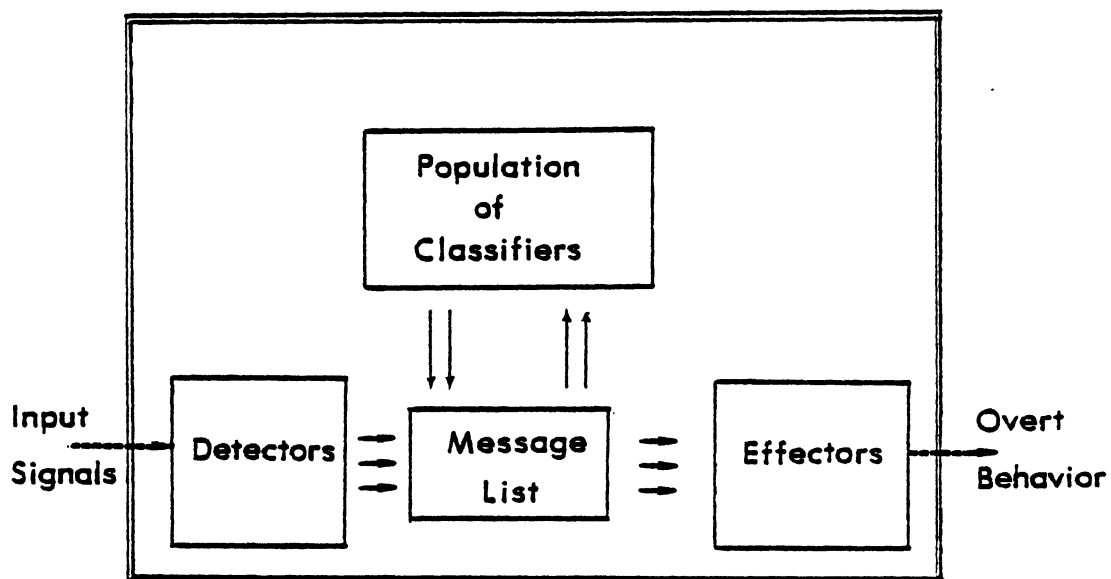 Population
of
Classifiers
Input
Signals
Detectors
Message
List
Effectors
Overt
Behavior